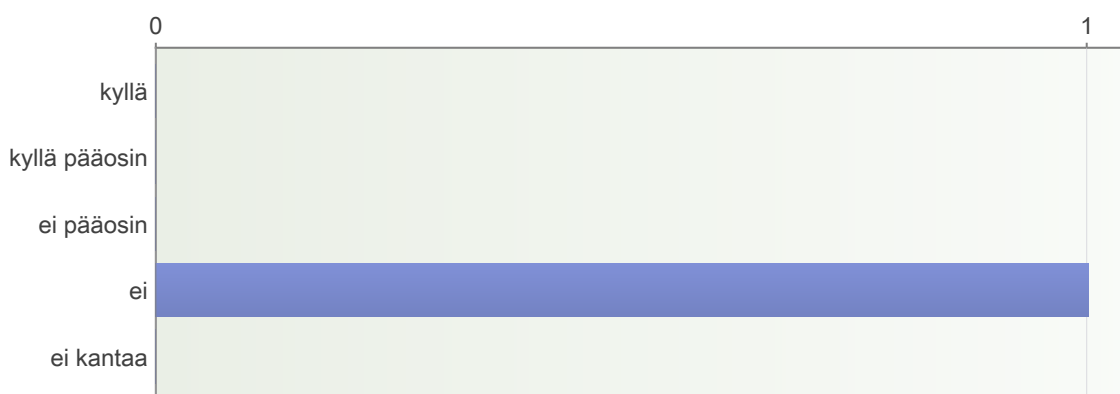 0 1
kyllä
kyllä pääosin
ei pääosin
ei
ei kantaa